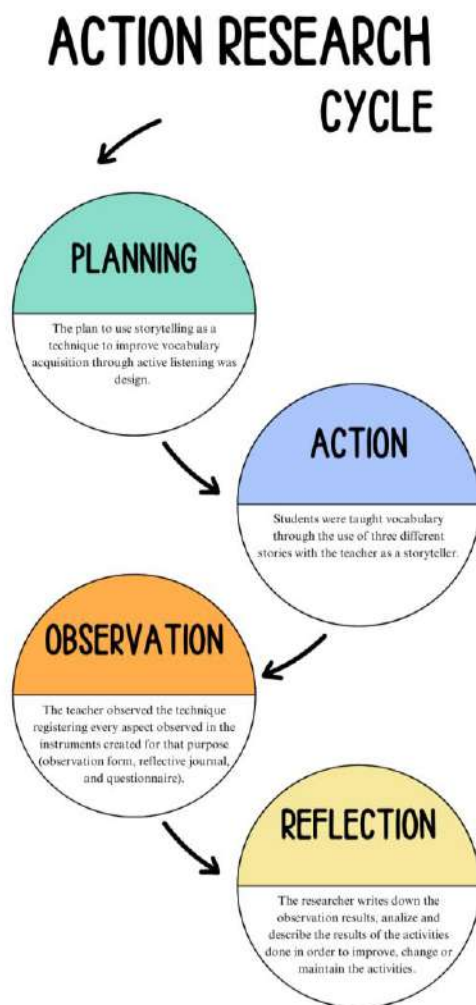 ACTION RESEARCH
CYCLE
PLANNING
The plan to use storytelling as a
technique to improve vocabulary
acquisition through active listening was
design.
ACTION
Students were taught vocabulary
through the use of three different
stories with the teacher as a storyteller.
OBSERVATION
The teacher observed the technique
registering every aspect observed in the
instruments created for that purpose
(observation form, reflective journal,
and questionnaire).
REFLECTION
The researcher writes down the
observation results, analize and
describe the results of the activities
done in order to improve, change or
maintain the activities.